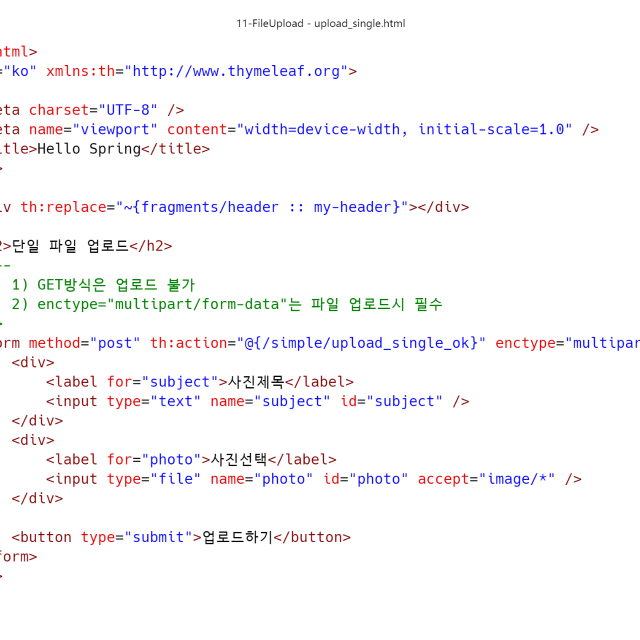 11-FileUpload - upload_single.html
html>
="ko" xmlns:th="http://www.thymeleaf.org">
eta charset="UTF-8" />
eta name="viewport" content="width=device-width, initial-scale=1.0" />
itle>Hello Spring</title>
>
iv th:replace="~{fragments/header :: my-header}"></div>
2>단일 파일 업로드</h2>
--
1) GET방식은 업로드 불가
2) enctype="multipart/form-data"는 파일 업로드시 필수
>
orm method="post" th:action="@{/simple/upload_single_ok}" enctype="multipar
<div>
<label for="subject">사진제목</label>
<input type="text" name="subject" id="subject" />
</div>
<div>
<label for="photo">사진선택</label>
<input type="file" name="photo" id="photo" accept="image/*" />
</div>
<button type="submit">업로드하기</button>
form>
>